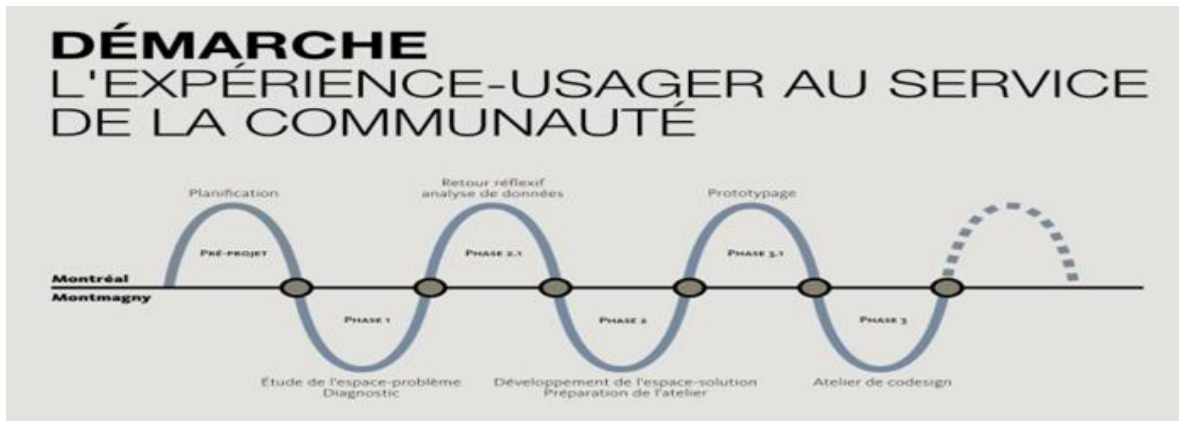 DÉMARCHE
L'EXPÉRIENCE-USAGER AU SERVICE
DE LA COMMUNAUTÉ
Planification
Retour réflexif
analyse de données
Prototypage
PRÉ-PROJET
PHASE 2.1
PHASE 3.1
Montréal
Montmagny
PHASE 1
PHASE 2
PHASE 3
Étude de l'espace-problème
Diagnostic
Développement de l'espace-solution
Préparation de l'atelier
Atelier de codesign